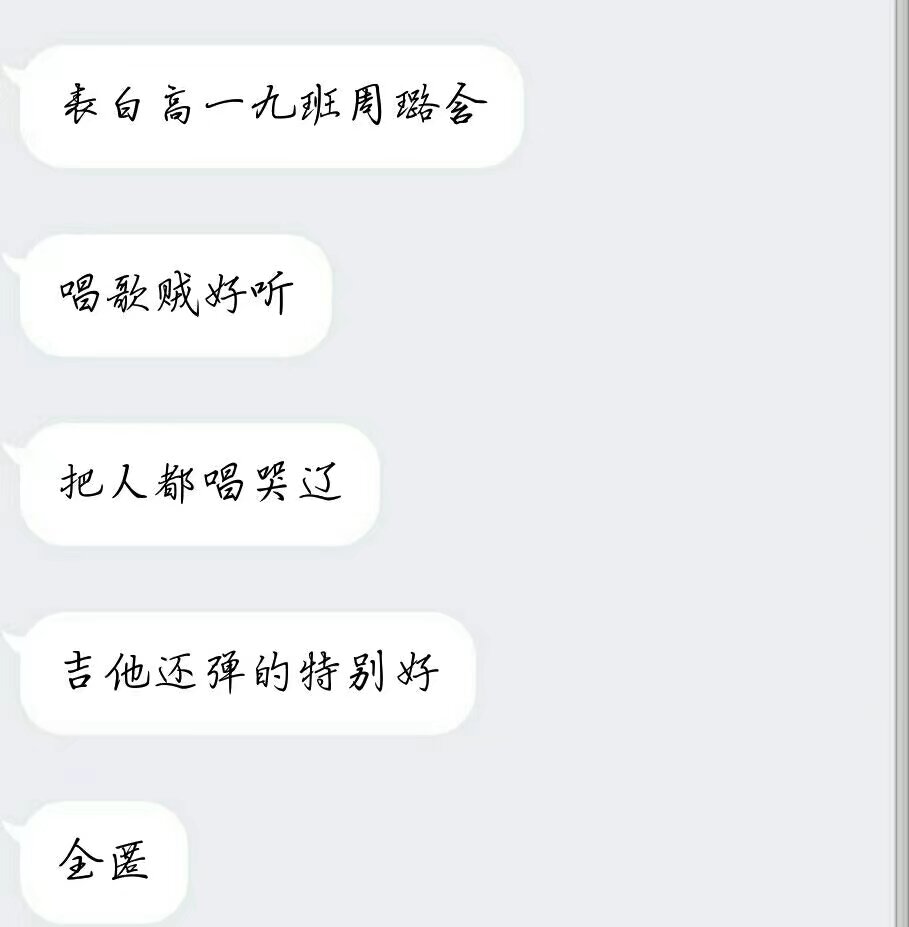 表白高一九班周璐含
唱歌贼好听
把人都唱哭辽
吉他还弹的特别好
全匿